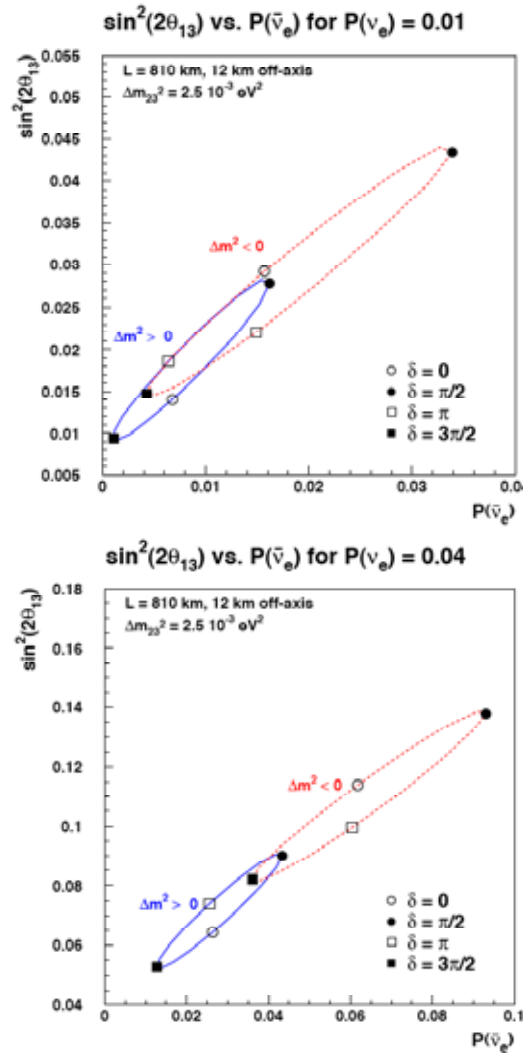 sin²(2θ₁₃) vs. P(ν̄ₑ) for P(νₑ) = 0.01
sin²(2θ₁₃)
0.055
0.05
0.045
0.04
0.035
0.03
0.025
0.02
0.015
0.01
0.005
L = 810 km, 12 km off-axis
Δm₂₃² = 2.5 10⁻³ eV²
Δm² < 0
Δm² > 0
δ = 0
δ = π/2
δ = π
δ = 3π/2
0 0.01 0.02 0.03 0.04
P(ν̄ₑ)
sin²(2θ₁₃) vs. P(ν̄ₑ) for P(νₑ) = 0.04
sin²(2θ₁₃)
0.18
0.16
0.14
0.12
0.1
0.08
0.06
0.04
L = 810 km, 12 km off-axis
Δm₂₃² = 2.5 10⁻³ eV²
Δm² < 0
Δm² > 0
δ = 0
δ = π/2
δ = π
δ = 3π/2
0 0.02 0.04 0.06 0.08 0.1
P(ν̄ₑ)